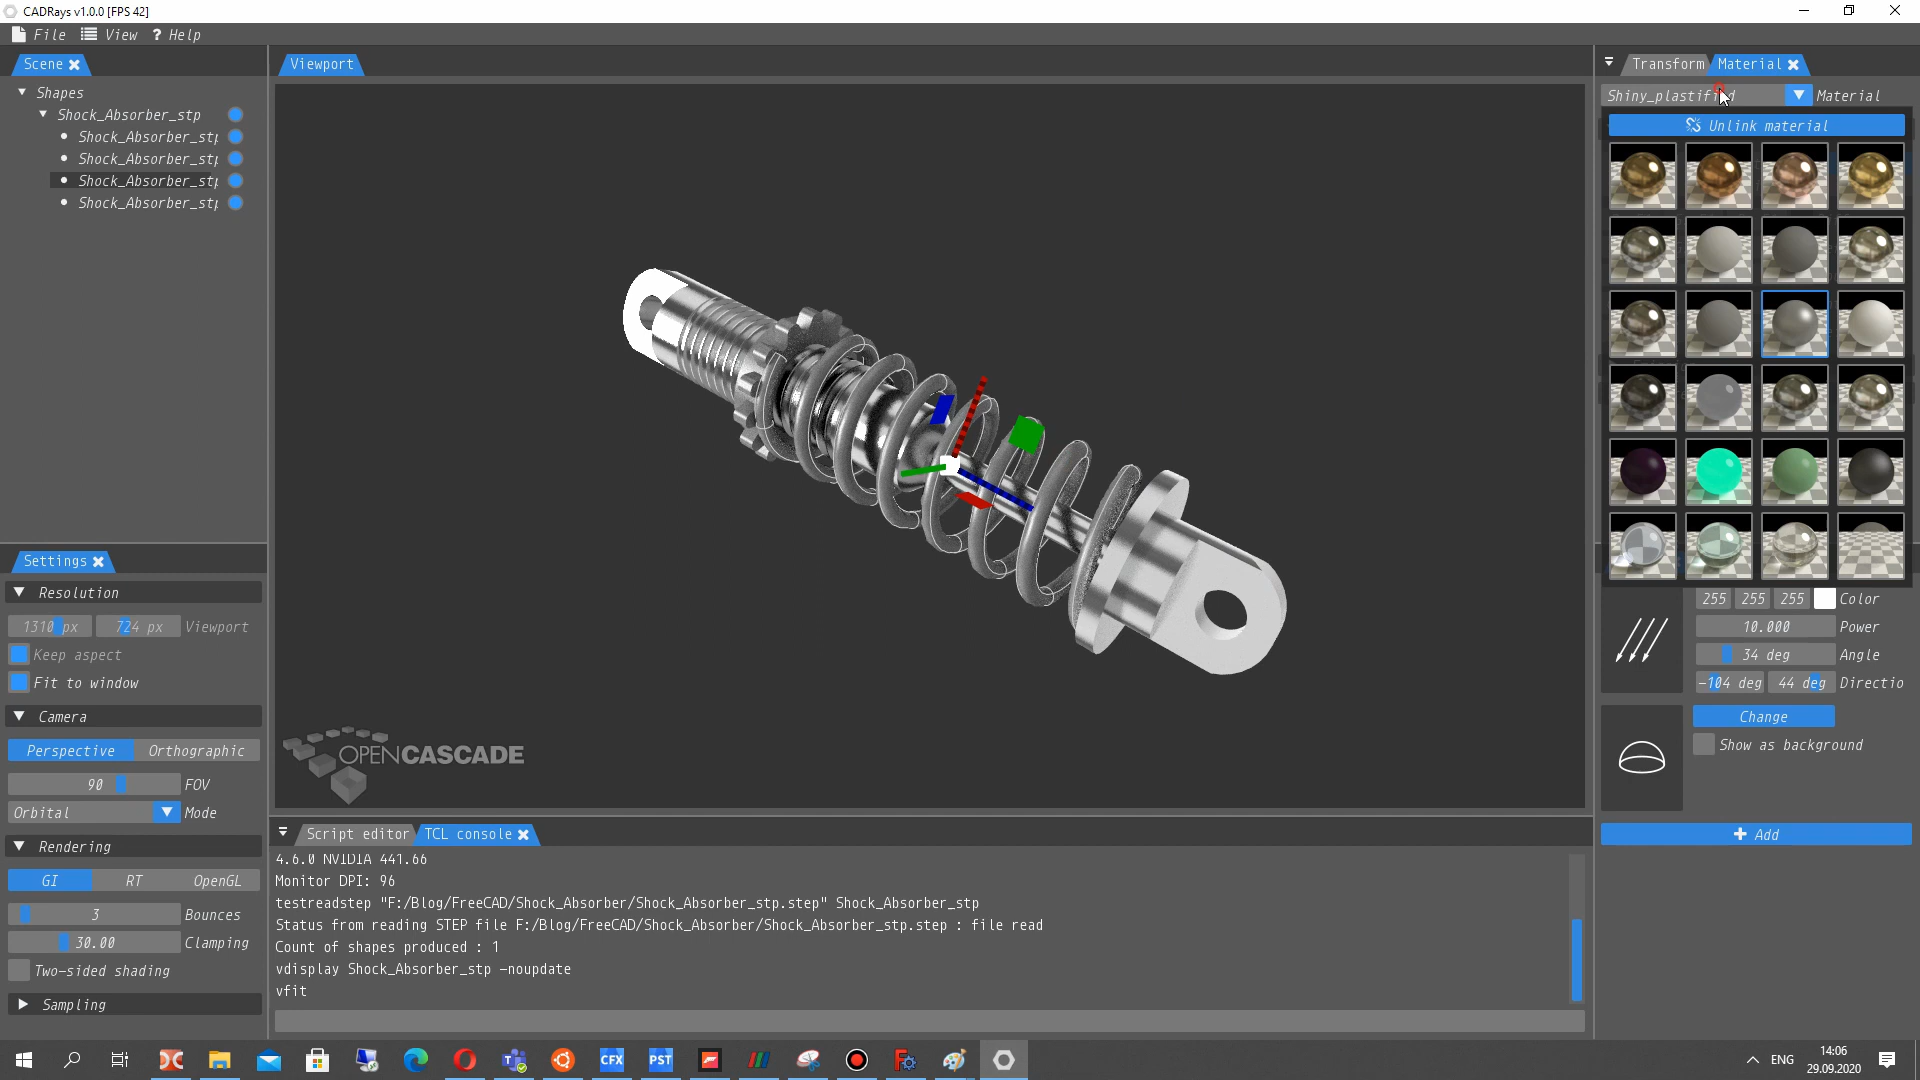 CADRays v1.0.0 [FPS 42]
File View ? Help
Scene
Viewport
Transform Material
Shapes
Shiny_plastified Material
Shock_Absorber_stp
Unlink material
Shock_Absorber_stp
Shock_Absorber_stp
Shock_Absorber_stp
Shock_Absorber_stp
Settings
Resolution
1310 px 724 px Viewport
Keep aspect
Fit to window
Camera
Perspective Orthographic
90 FOV
Orbital Mode
Rendering
GI RT OpenGL
3 Bounces
30.00 Clamping
Two-sided shading
Sampling
OPENCASCADE
255 255 255 Color
10.000 Power
34 deg Angle
-104 deg 44 deg Directio
Change
Show as background
+ Add
Script editor TCL console
4.6.0 NVIDIA 441.66
Monitor DPI: 96
testreadstep "F:/Blog/FreeCAD/Shock_Absorber/Shock_Absorber_stp.step" Shock_Absorber_stp
Status from reading STEP file F:/Blog/FreeCAD/Shock_Absorber/Shock_Absorber_stp.step : file read
Count of shapes produced : 1
vdisplay Shock_Absorber_stp -noupdate
vfit
CFX PST
ENG 14:06
29.09.2020